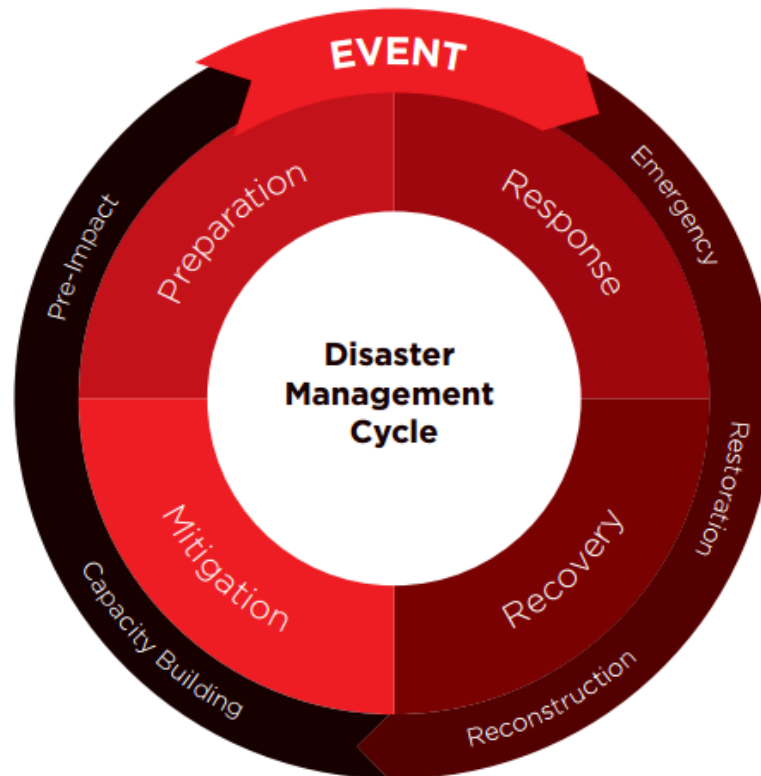 EVENT
Preparation
Response
Emergency
Pre-Impact
Disaster
Management
Cycle
Restoration
Mitigation
Recovery
Capacity Building
Reconstruction